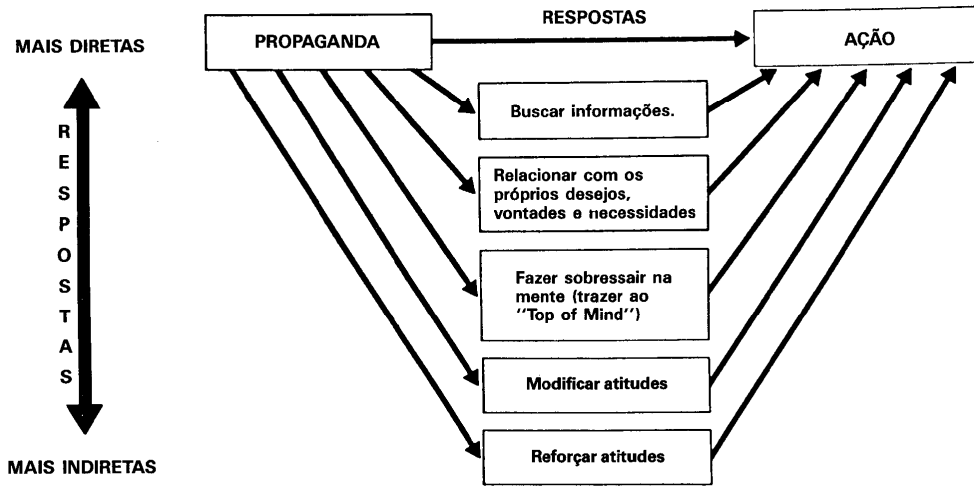 RESPOSTAS
MAIS DIRETAS
PROPAGANDA
AÇÃO
Buscar informações.
RESPOSTAS
Relacionar com os
próprios desejos,
vontades e necessidades
Fazer sobressair na
mente (trazer ao
"Top of Mind")
Modificar atitudes
Reforçar atitudes
MAIS INDIRETAS